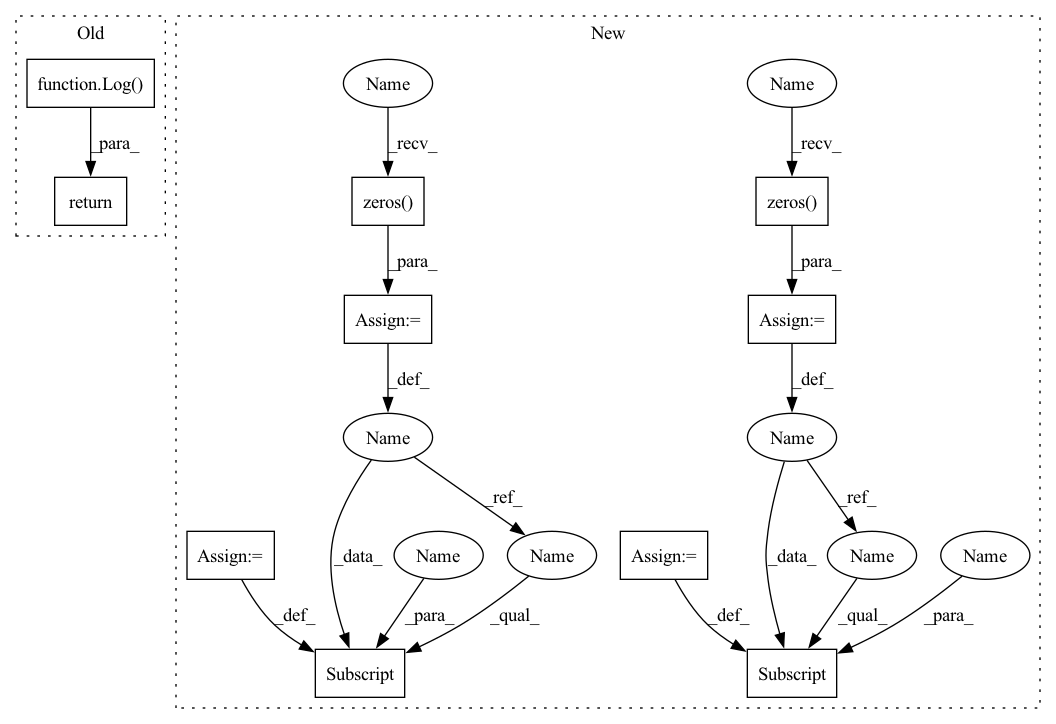 Old
New
function.Log()
Name
Name
_para_
_recv_
_recv_
return
zeros()
zeros()
_para_
_para_
Assign:=
Assign:=
_def_
_def_
Name
Name
_ref_
_ref_
Assign:=
_data_
Name
Name
Assign:=
_data_
Name
Name
_def_
_para_
_qual_
_def_
_qual_
_para_
Subscript
Subscript